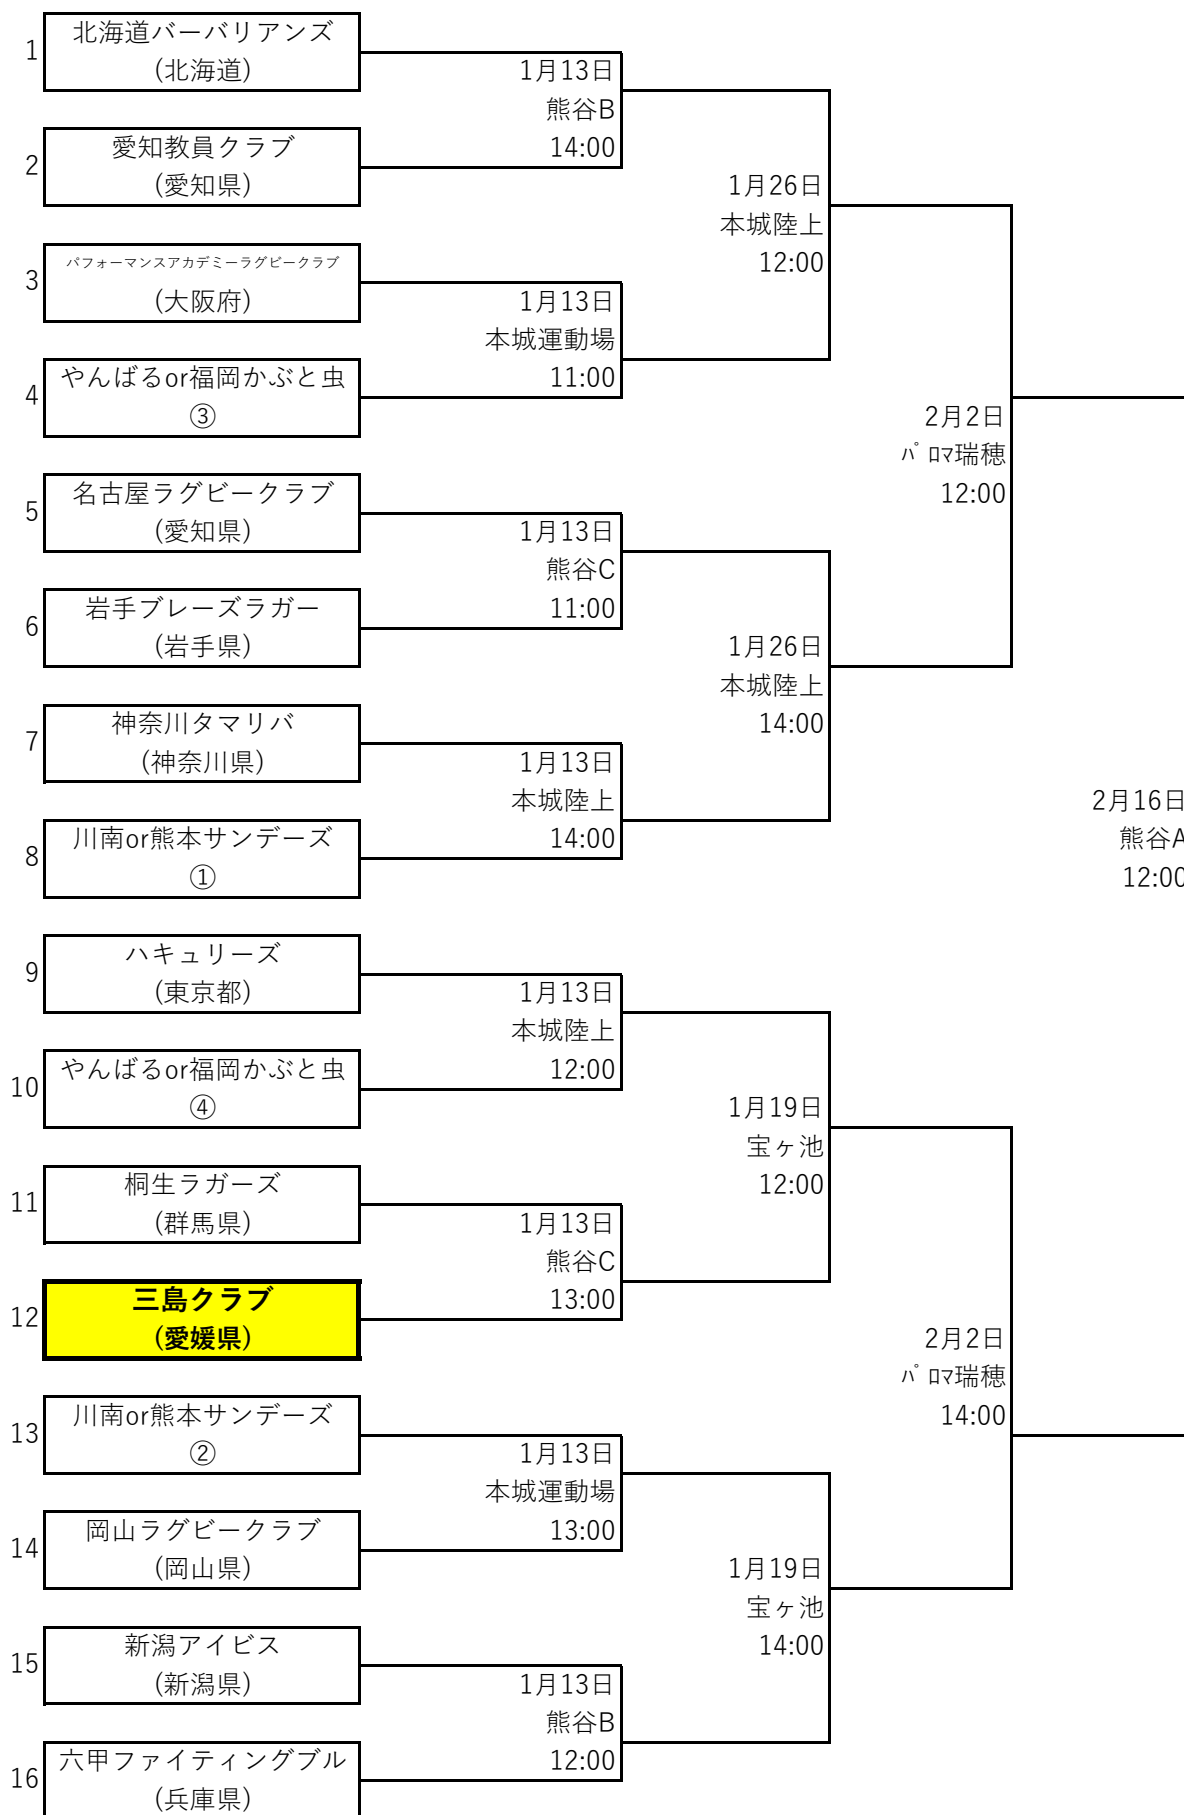 1
北海道バーバリアンズ
(北海道)
1月13日
熊谷B
14:00
2
愛知教員クラブ
(愛知県)
1月26日
本城陸上
12:00
3
パフォーマンスアカデミーラグビークラブ
(大阪府)
1月13日
本城運動場
11:00
4
やんばるor福岡かぶと虫
③
2月2日
ﾊﾟﾛﾏ瑞穂
12:00
5
名古屋ラグビークラブ
(愛知県)
1月13日
熊谷C
11:00
6
岩手ブレーズラガー
(岩手県)
1月26日
本城陸上
14:00
7
神奈川タマリバ
(神奈川県)
1月13日
本城陸上
14:00
8
川南or熊本サンデーズ
①
2月16日
熊谷A
12:00
9
ハキュリーズ
(東京都)
1月13日
本城陸上
12:00
10
やんばるor福岡かぶと虫
④
1月19日
宝ヶ池
12:00
11
桐生ラガーズ
(群馬県)
1月13日
熊谷C
13:00
12
三島クラブ
(愛媛県)
2月2日
ﾊﾟﾛﾏ瑞穂
14:00
13
川南or熊本サンデーズ
②
1月13日
本城運動場
13:00
14
岡山ラグビークラブ
(岡山県)
1月19日
宝ヶ池
14:00
15
新潟アイビス
(新潟県)
1月13日
熊谷B
12:00
16
六甲ファイティングブル
(兵庫県)